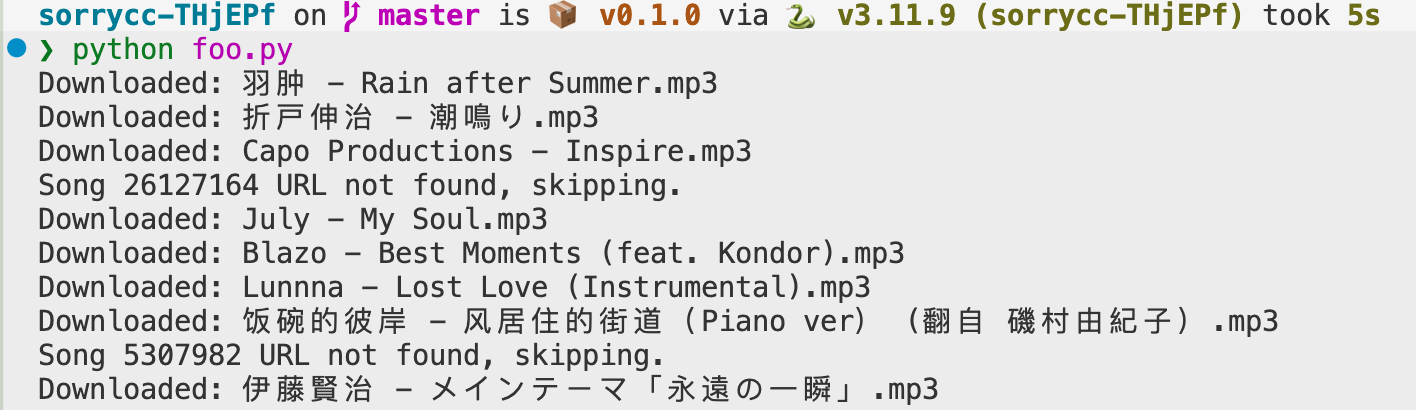 sorrycc-THjEPf on master is 📦 v0.1.0 via 🐍 v3.11.9 (sorrycc-THjEPf) took 5s
❯ python foo.py
Downloaded: 羽肿 - Rain after Summer.mp3
Downloaded: 折戸伸治 - 潮鳴り.mp3
Downloaded: Capo Productions - Inspire.mp3
Song 26127164 URL not found, skipping.
Downloaded: July - My Soul.mp3
Downloaded: Blazo - Best Moments (feat. Kondor).mp3
Downloaded: Lunnna - Lost Love (Instrumental).mp3
Downloaded: 饭碗的彼岸 - 风居住的街道（Piano ver）（翻自 磯村由紀子）.mp3
Song 5307982 URL not found, skipping.
Downloaded: 伊藤賢治 - メインテーマ「永遠の一瞬」.mp3